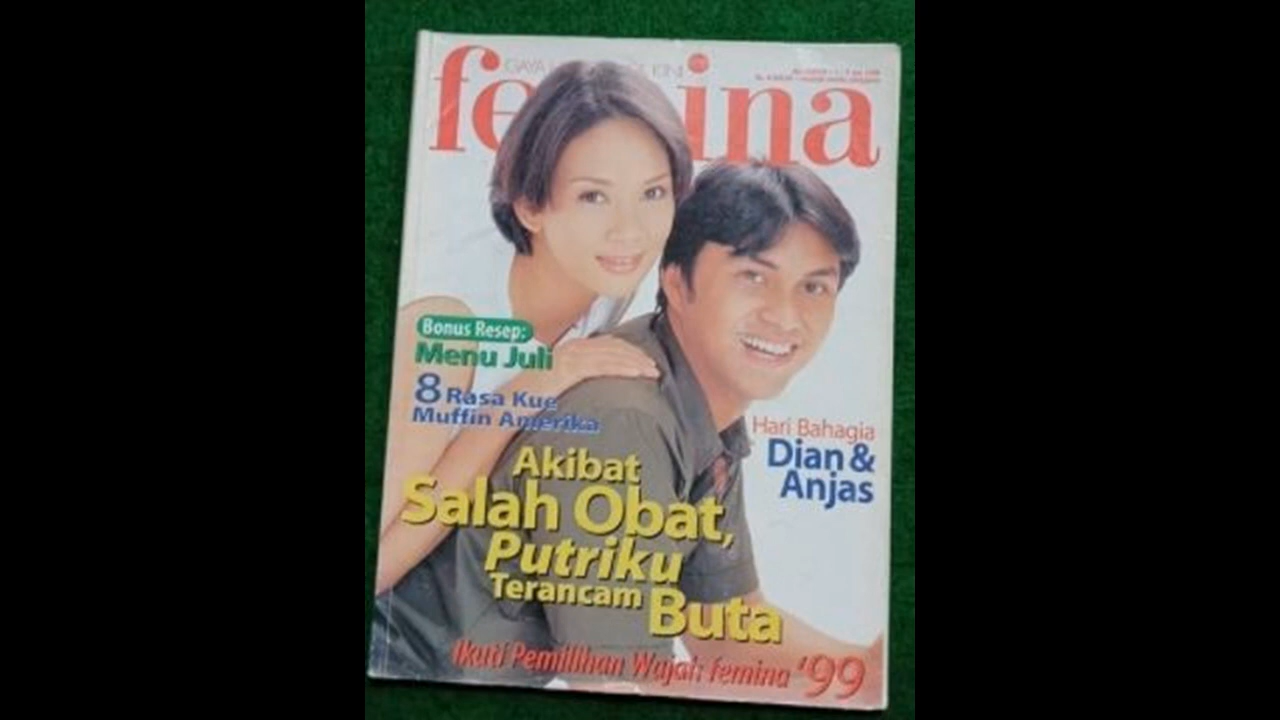 femina
Bonus Resep:
Menu Juli
8 Rasa Kue
Muffin Amerika
Hari Bahagia
Dian &
Anjas
Akibat
Salah Obat,
Putriku
Terancam Buta
Ikuti Pemilihan Wajah femina '99